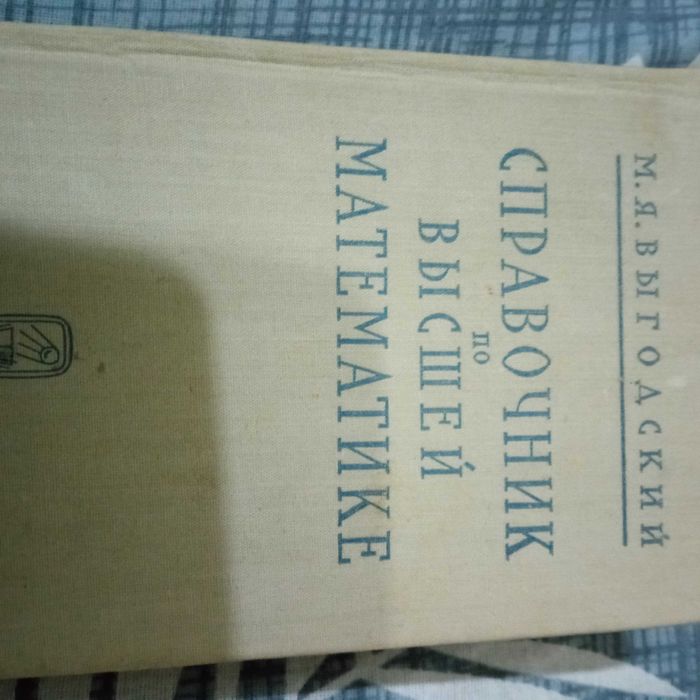 М. Я. ВЫГОДСКИЙ
СПРАВОЧНИК
ПО
ВЫСШЕЙ
МАТЕМАТИКЕ